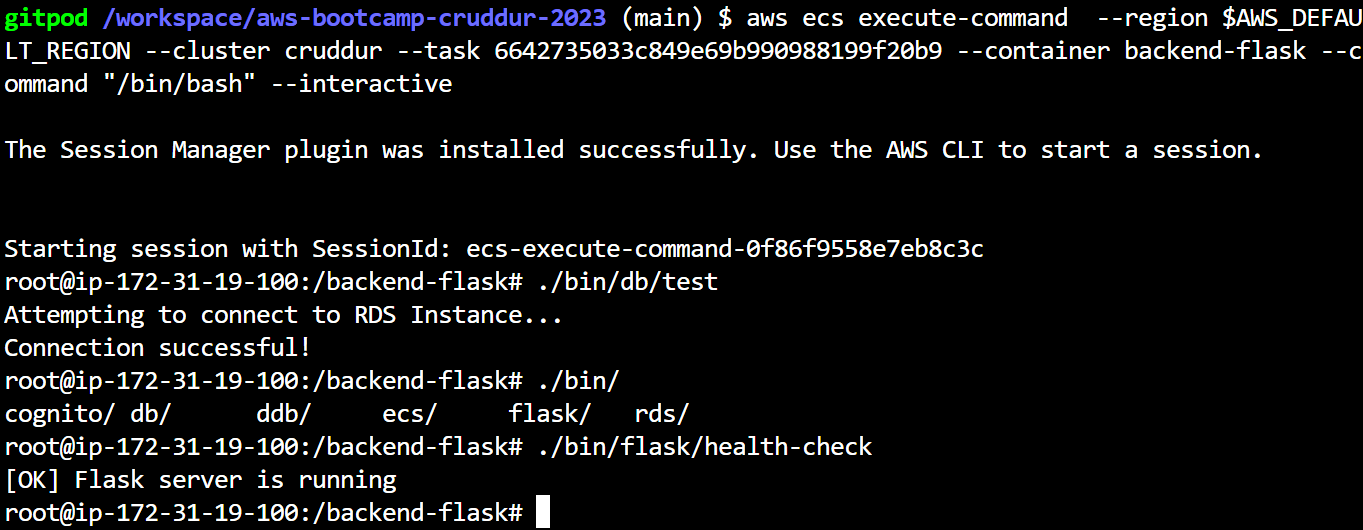 gitpod /workspace/aws-bootcamp-cruddur-2023 (main) $ aws ecs execute-command  --region $AWS_DEFAU
LT_REGION --cluster cruddur --task 6642735033c849e69b990988199f20b9 --container backend-flask --c
ommand "/bin/bash" --interactive
The Session Manager plugin was installed successfully. Use the AWS CLI to start a session.
Starting session with SessionId: ecs-execute-command-0f86f9558e7eb8c3c
root@ip-172-31-19-100:/backend-flask# ./bin/db/test
Attempting to connect to RDS Instance...
Connection successful!
root@ip-172-31-19-100:/backend-flask# ./bin/
cognito/ db/      ddb/     ecs/     flask/   rds/
root@ip-172-31-19-100:/backend-flask# ./bin/flask/health-check
[OK] Flask server is running
root@ip-172-31-19-100:/backend-flask#